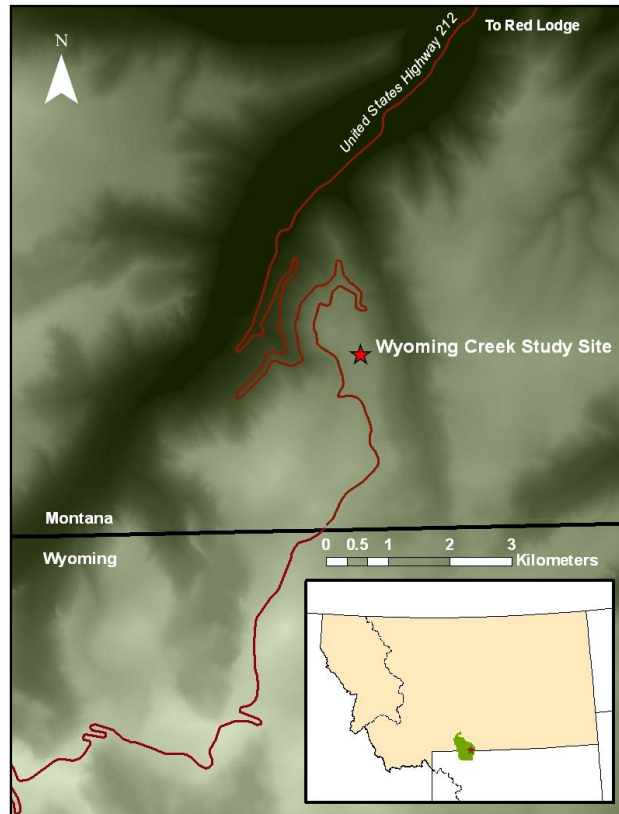 To Red Lodge
N
United States Highway 212
Wyoming Creek Study Site
Montana
Wyoming
0 0.5 1 2 3
Kilometers